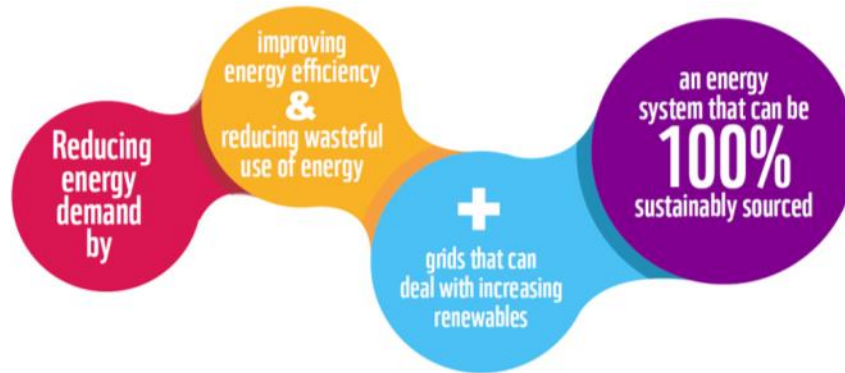 Reducing
energy
demand
by
improving
energy efficiency
&
reducing wasteful
use of energy
+
grids that can
deal with increasing
renewables
an energy
system that can be
100%
sustainably sourced